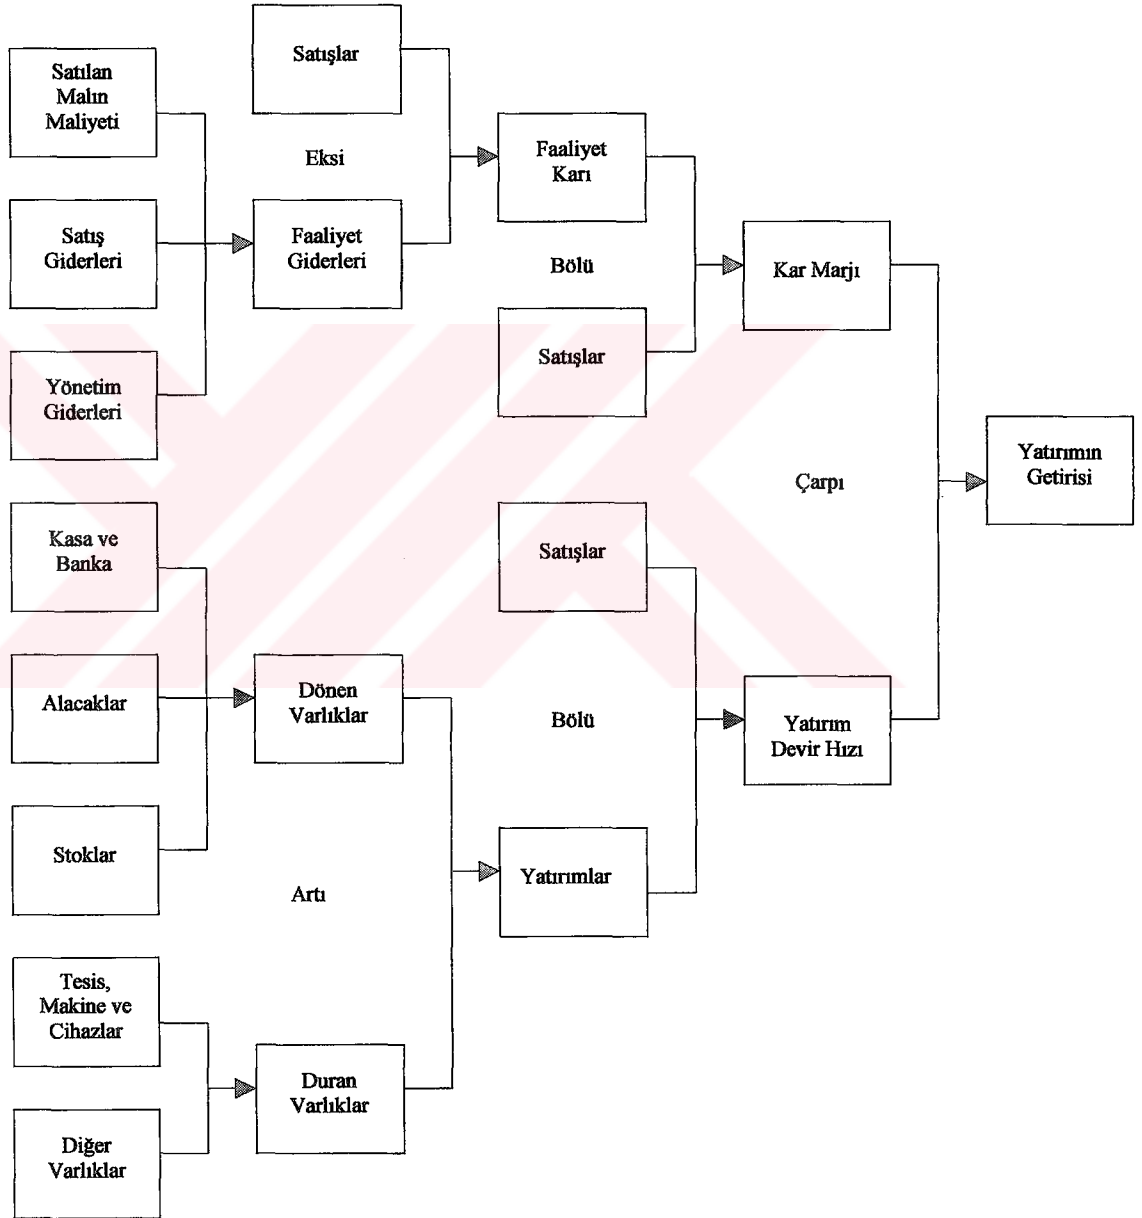 Satışlar
Satılan
Malın
Maliyeti
Eksi
Faaliyet
Karı
Satış
Giderleri
Faaliyet
Giderleri
Bölü
Kar Marjı
Satışlar
Yönetim
Giderleri
Çarpı
Yatırımın
Getirisi
Kasa ve
Banka
Satışlar
Alacaklar
Dönen
Varlıklar
Bölü
Yatırım
Devir Hızı
Stoklar
Artı
Yatırımlar
Tesis,
Makine ve
Cihazlar
Duran
Varlıklar
Diğer
Varlıklar